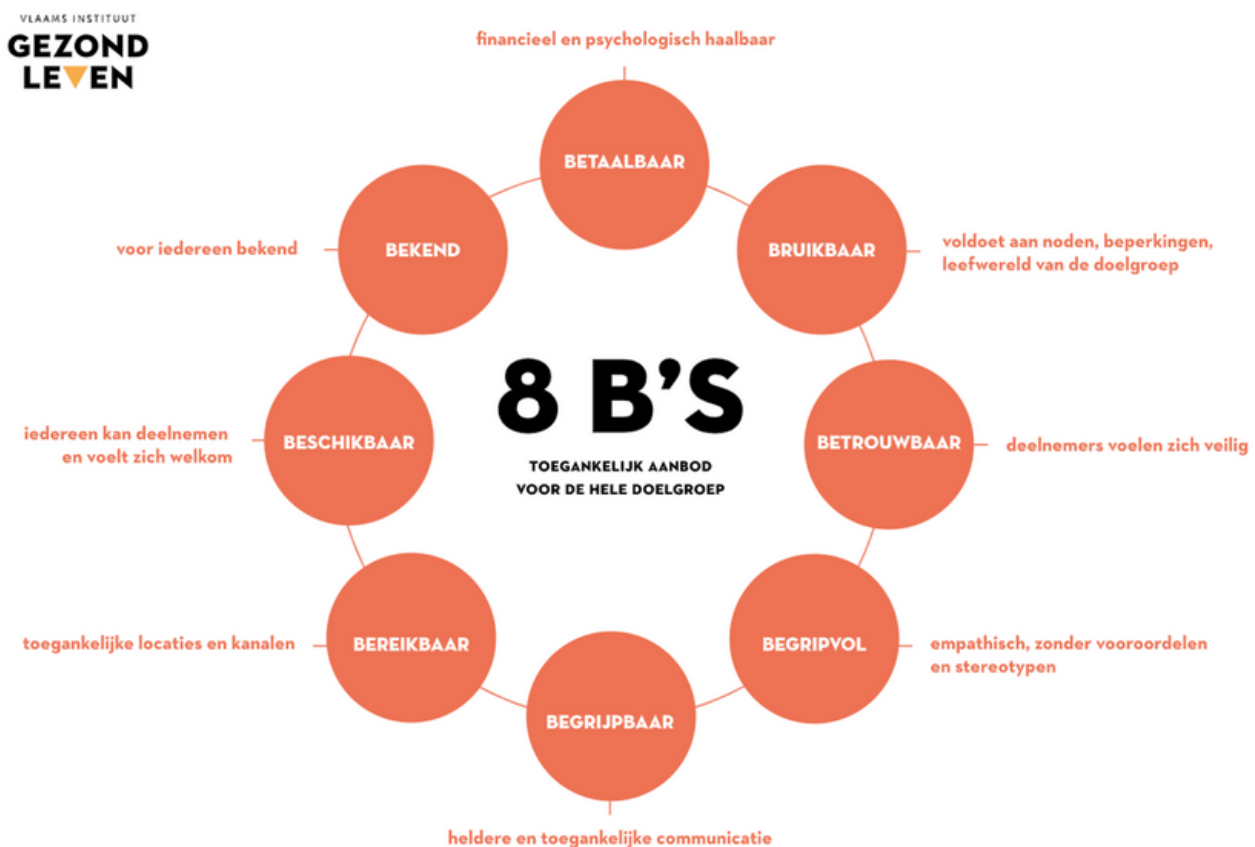 VLAAMS INSTITUUT
GEZOND
LEVEN
financieel en psychologisch haalbaar
BETAALBAAR
BRUIKBAAR
voldoet aan noden, beperkingen,
leefwereld van de doelgroep
BETROUWBAAR
deelnemers voelen zich veilig
BEGRIPVOL
empathisch, zonder vooroordelen
en stereotypen
BEGRIJPBAAR
heldere en toegankelijke communicatie
BEREIKBAAR
toegankelijke locaties en kanalen
BESCHIKBAAR
iedereen kan deelnemen
en voelt zich welkom
BEKEND
voor iedereen bekend
8 B’S
TOEGANKELIJK AANBOD
VOOR DE HELE DOELGROEP